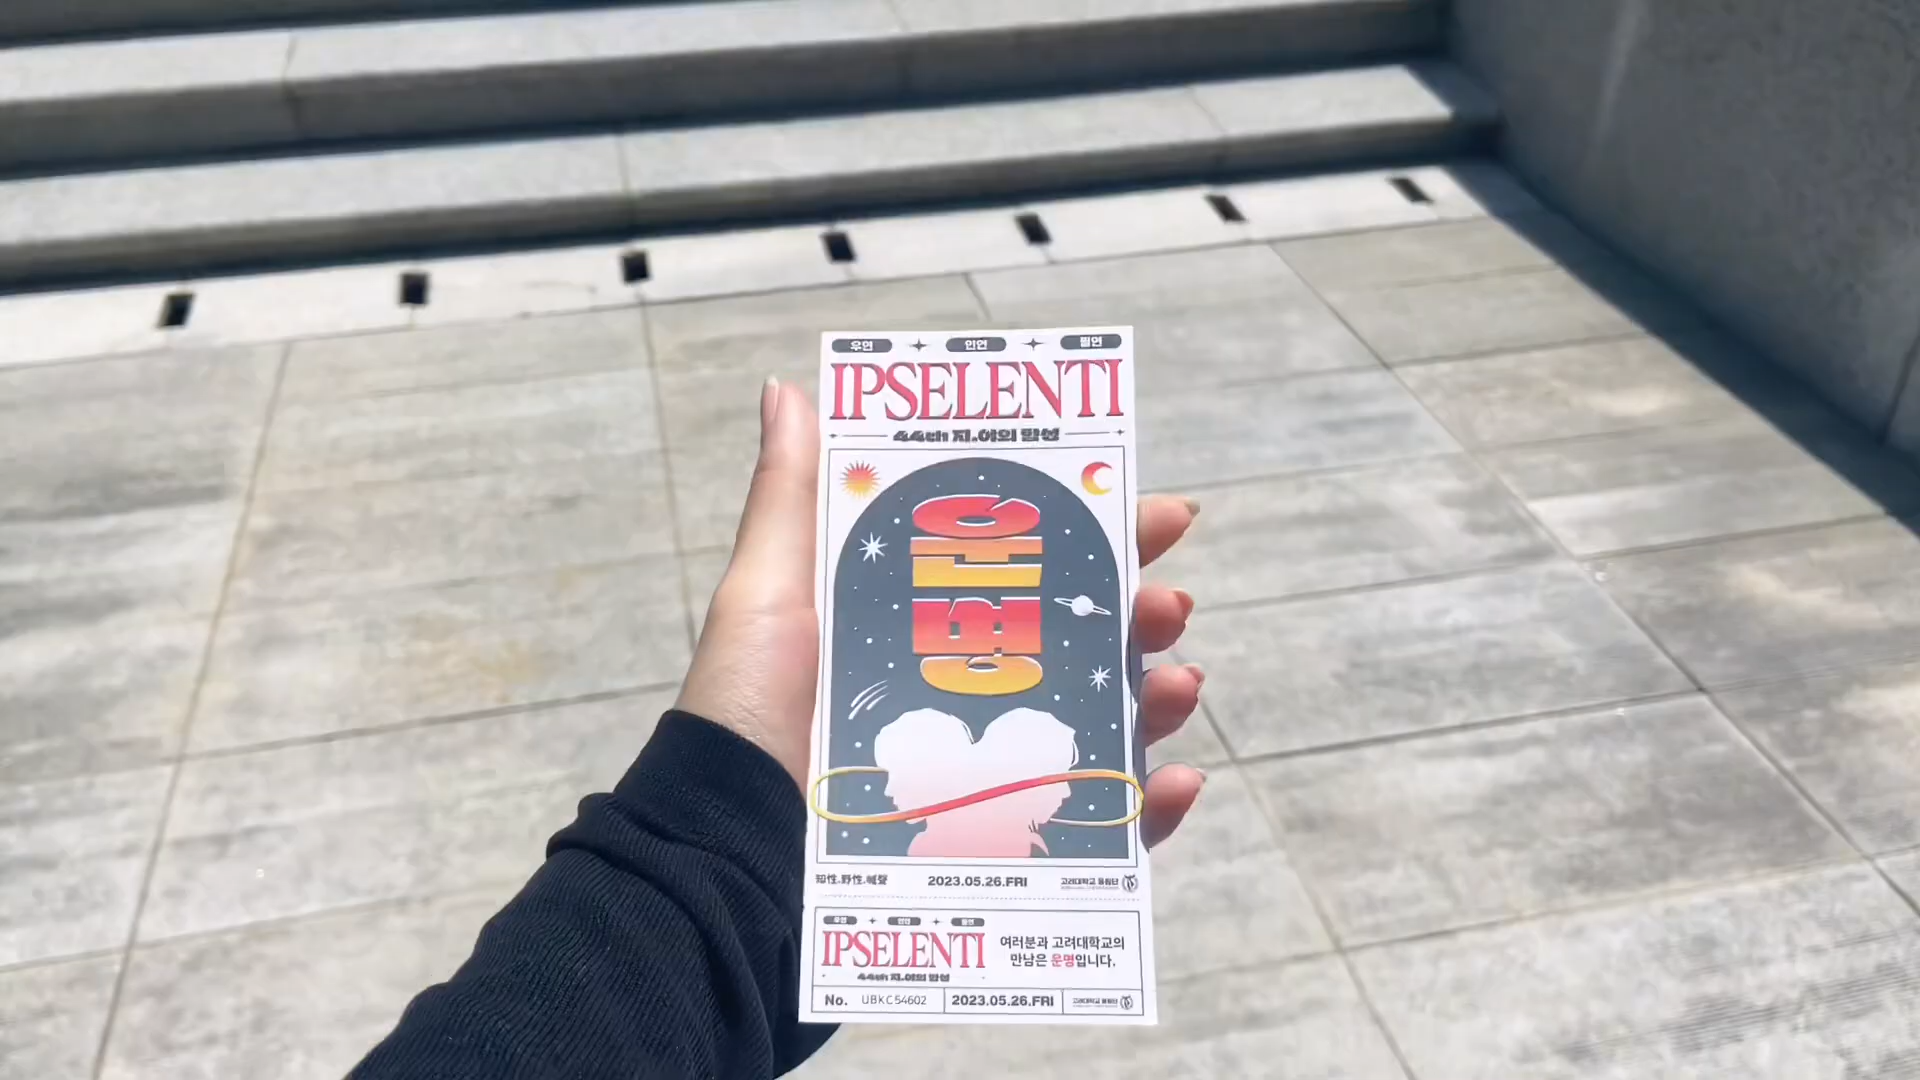 우연 인연 필연
IPSELENTI
44th 지.야의 함성
운명
知性.野性.喊聲 2023.05.26.FRI 고려대학교 응원단
우연 인연 필연
IPSELENTI
44th 지.야의 함성
여러분과 고려대학교의
만남은 운명입니다.
No. UBKC54602 2023.05.26.FRI 고려대학교 응원단